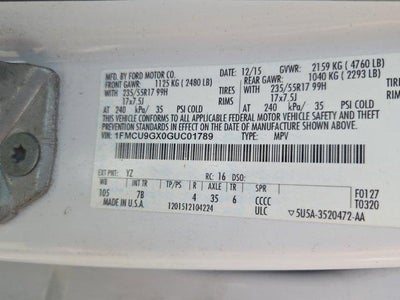 MFD. BY FORD MOTOR CO.
12/15 GVWR: 2159 KG ( 4760 LB)
FRONT GAWR: 1125 KG ( 2480 LB) REAR GAWR: 1040 KG ( 2293 LB)
WITH 235/55R17 99H TIRES WITH 235/55R17 99H
17x7.5J RIMS 17x7.5J
AT 240 kPa/ 35 PSI COLD AT 240 kPa/ 35 PSI COLD
THIS VEHICLE CONFORMS TO ALL APPLICABLE FEDERAL MOTOR VEHICLE SAFETY AND THEFT PREVENTION STANDARDS IN EFFECT ON THE DATE OF MANUFACTURE SHOWN ABOVE.
VIN: 1FMCU9GX0GUC01789 TYPE: MPV
EXT PNT: YZ RC: 16 DSO:
WB INT TR TP/PS R AXLE TR SPR F0127
105 7B 4 35 6 CCCC T0320
MADE IN U.S.A. 1201512104224 ULC ▽5U5A-3520472-AA